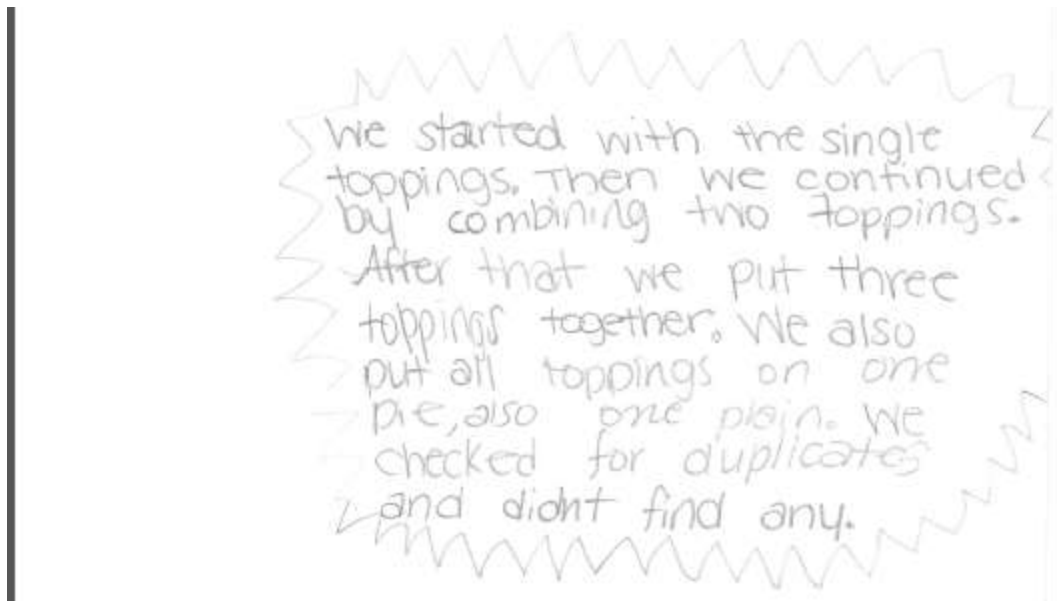 We started with the single
toppings. Then we continued
by combining two toppings.
After that we put three
toppings together. We also
put all toppings on one
pie, also one plain. We
checked for duplicates
and didnt find any.